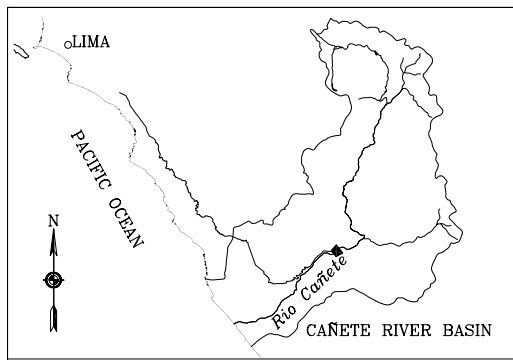 LIMA
PACIFIC OCEAN
N
Rio Cañete
CAÑETE RIVER BASIN